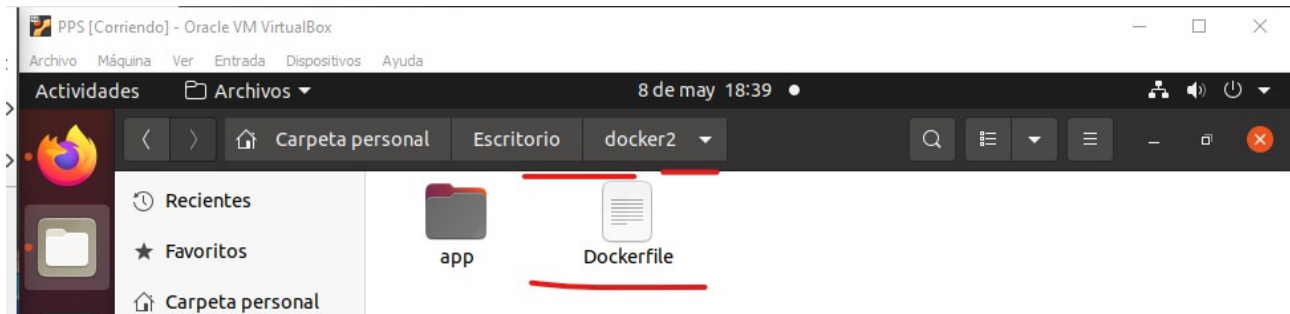 PPS [Corriendo] - Oracle VM VirtualBox
Archivo Máquina Ver Entrada Dispositivos Ayuda
Actividades Archivos 8 de may 18:39
Carpeta personal Escritorio docker2
Recientes
Favoritos
Carpeta personal
app
Dockerfile